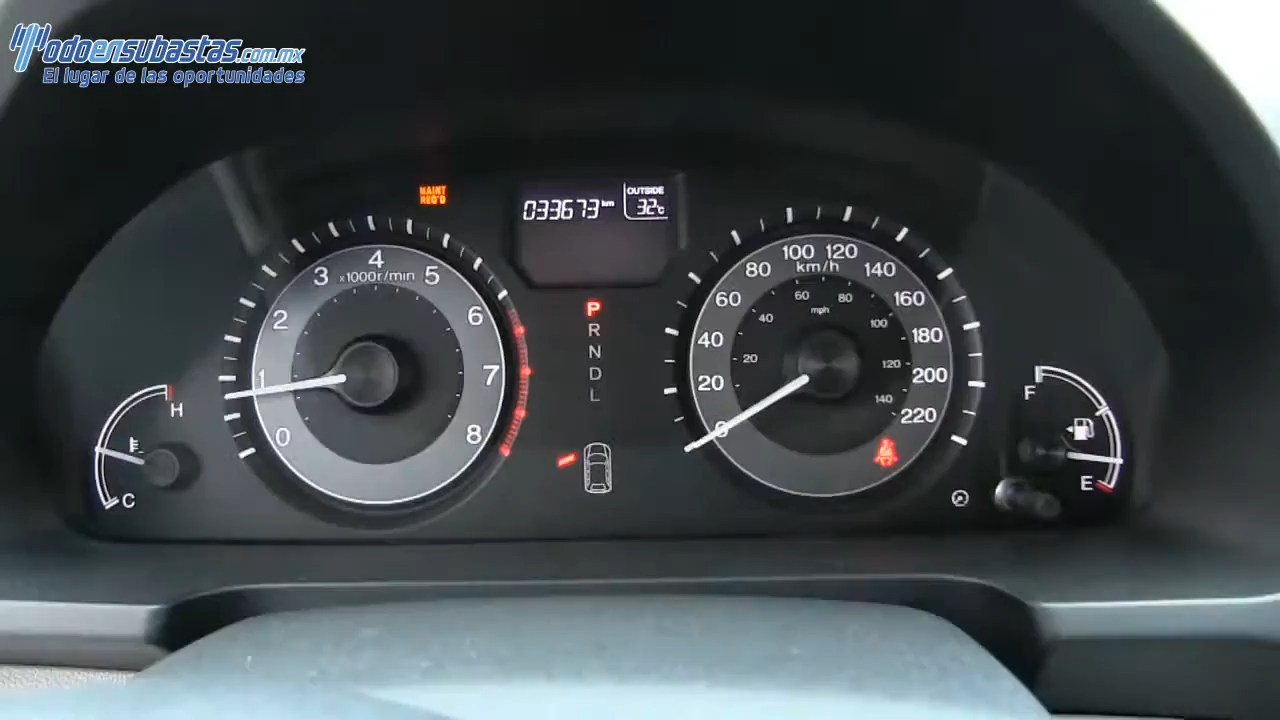 Todoensubastas.com.mx
El lugar de las oportunidades
MAINT
REQ'D
033673 km
OUTSIDE
32°C
0 1 2 3 4 5 6 7 8
x1000r/min
P
R
N
D
L
0 20 40 60 80 100 120 140 160 180 200 220
km/h
20 40 60 80 100 120 140
mph
H
C
F
E